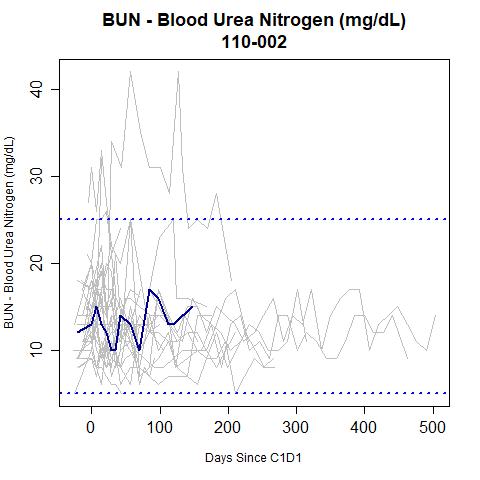 BUN - Blood Urea Nitrogen (mg/dL)
110-002
BUN - Blood Urea Nitrogen (mg/dL)
40
30
20
10
0 100 200 300 400 500
Days Since C1D1